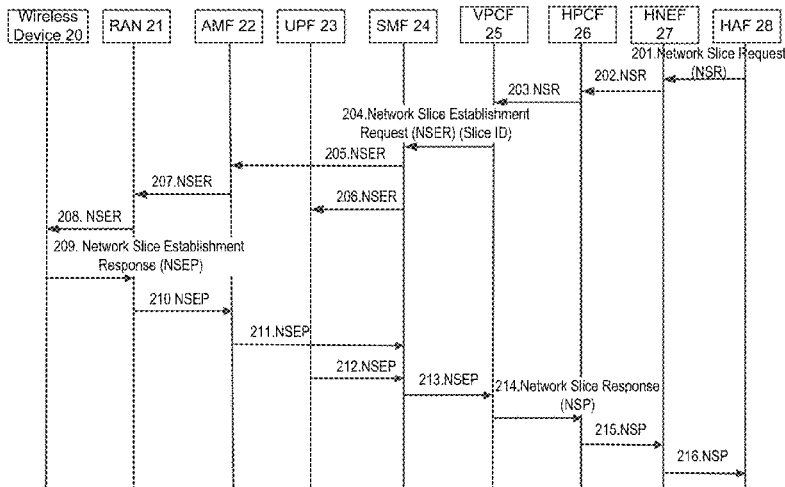 Wireless
Device 20
RAN 21
AMF 22
UPF 23
SMF 24
VPCF
25
HPCF
26
HNEF
27
HAF 28
201.Network Slice Request
(NSR)
202.NSR
203.NSR
204.Network Slice Establishment
Request (NSER) (Slice ID)
205.NSER
207.NSER
206.NSER
208. NSER
209. Network Slice Establishment
Response (NSEP)
210.NSEP
211.NSEP
212.NSEP
213.NSEP
214.Network Slice Response
(NSP)
215.NSP
216.NSP